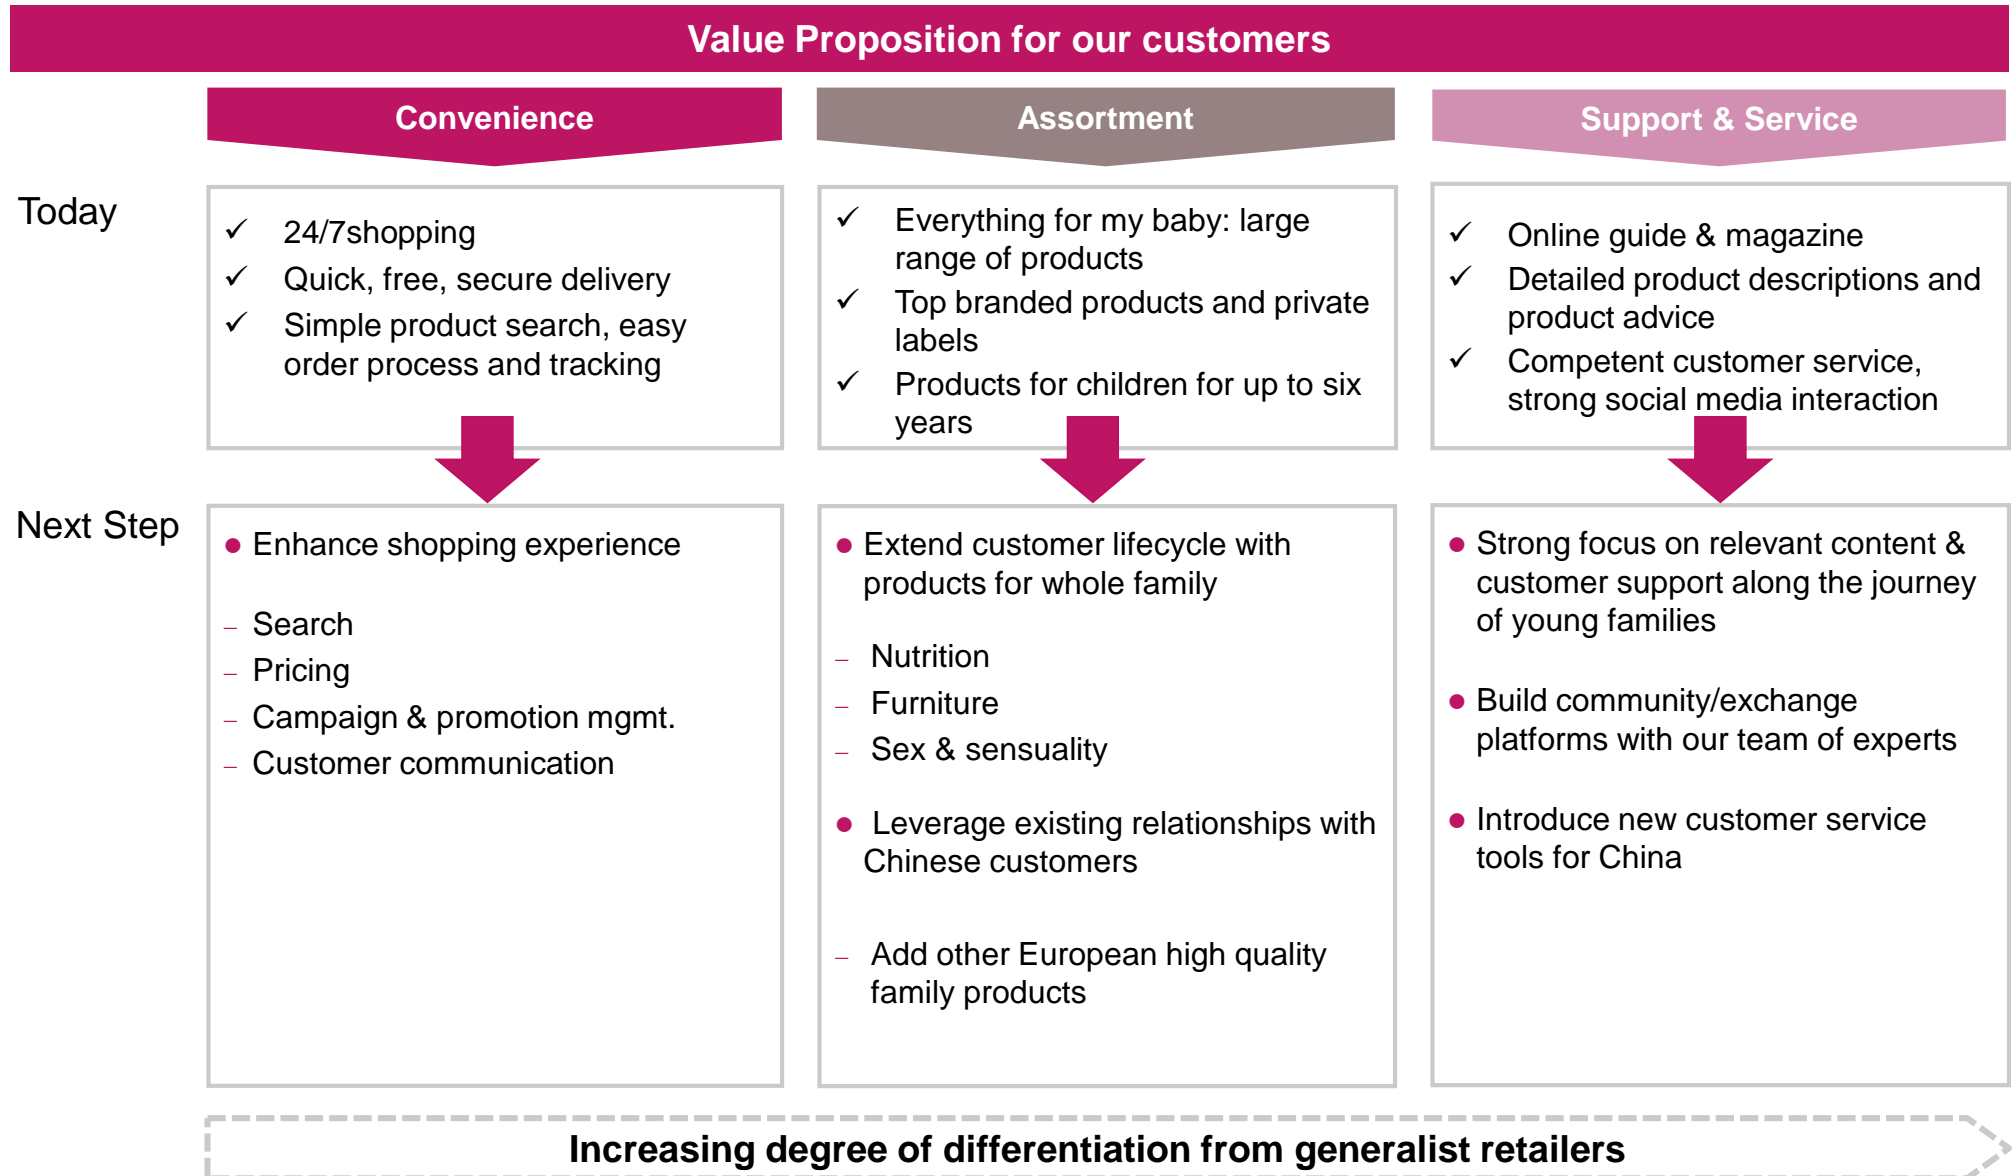 Value Proposition for our customers
Convenience
Assortment
Support & Service
Today
✓ 24/7shopping
✓ Quick, free, secure delivery
✓ Simple product search, easy
order process and tracking
✓ Everything for my baby: large
range of products
✓ Top branded products and private
labels
✓ Products for children for up to six
years
✓ Online guide & magazine
✓ Detailed product descriptions and
product advice
✓ Competent customer service,
strong social media interaction
Next Step
● Enhance shopping experience
– Search
– Pricing
– Campaign & promotion mgmt.
– Customer communication
● Extend customer lifecycle with
products for whole family
– Nutrition
– Furniture
– Sex & sensuality
● Leverage existing relationships with
Chinese customers
– Add other European high quality
family products
● Strong focus on relevant content &
customer support along the journey
of young families
● Build community/exchange
platforms with our team of experts
● Introduce new customer service
tools for China
Increasing degree of differentiation from generalist retailers